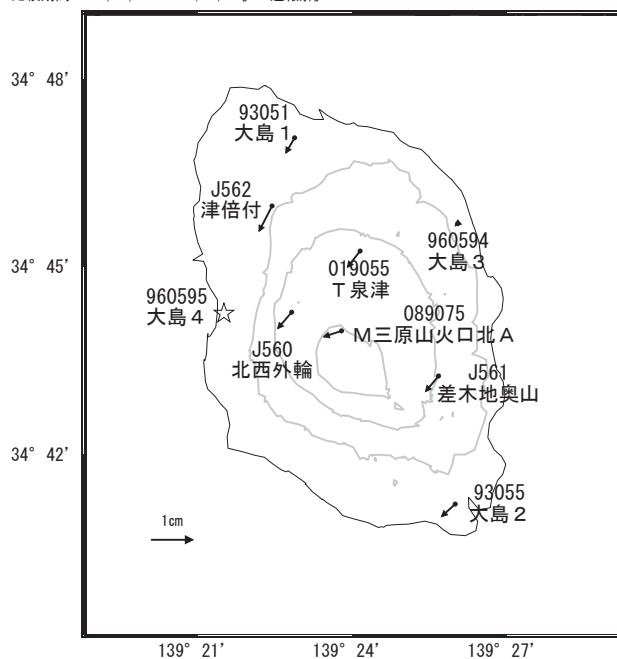 34° 48′
93051
大島１
J562
津倍付
960594
大島３
34° 45′
019055
Ｔ泉津
960595
大島４
089075
Ｍ三原山火口北Ａ
J560
北西外輪
J561
差木地奥山
34° 42′
93055
大島２
1cm
139° 21′
139° 24′
139° 27′